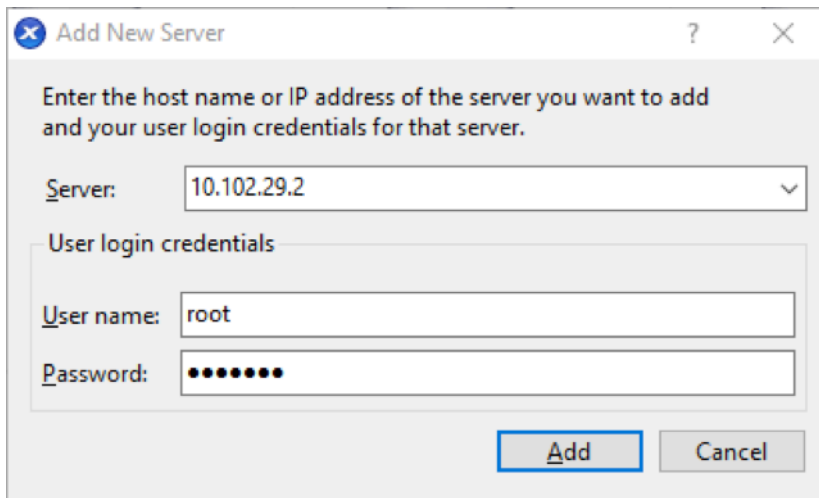 Add New Server ?
Enter the host name or IP address of the server you want to add
and your user login credentials for that server.
Server: 10.102.29.2
User login credentials
User name: root
Password: •••••••
Add Cancel